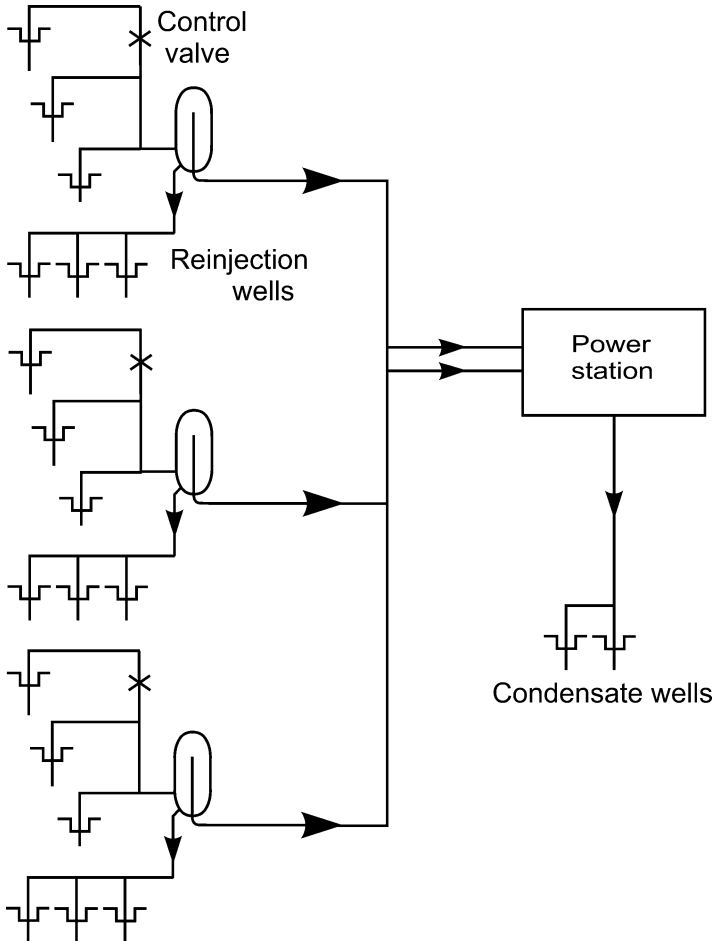 Control
valve
Reinjection
wells
Power
station
Condensate wells